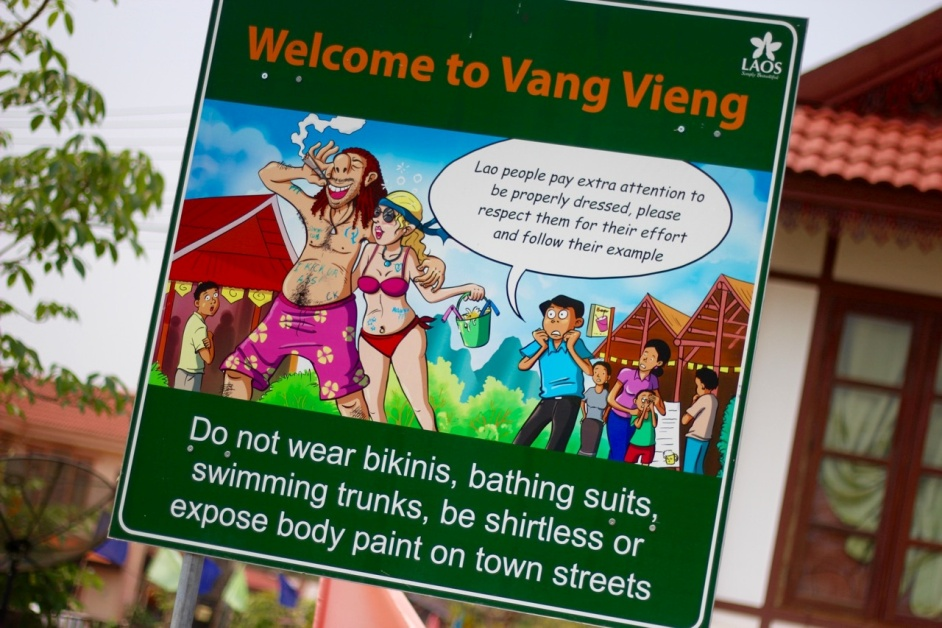 Welcome to Vang Vieng
LAOS
Simply Beautiful
Lao people pay extra attention to
be properly dressed, please
respect them for their effort
and follow their example
Do not wear bikinis, bathing suits,
swimming trunks, be shirtless or
expose body paint on town streets